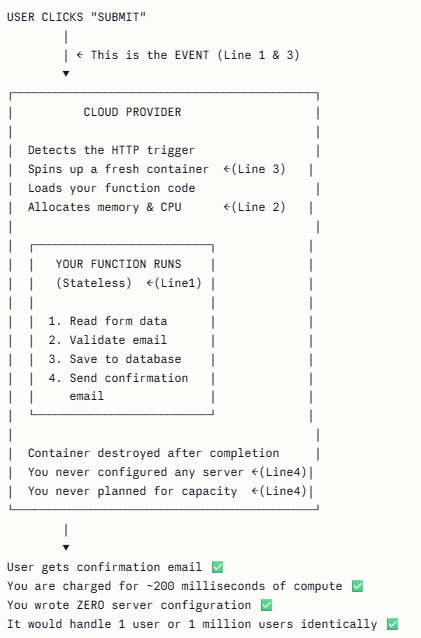 USER CLICKS "SUBMIT"
← This is the EVENT (Line 1 & 3)
CLOUD PROVIDER
Detects the HTTP trigger
Spins up a fresh container ←(Line 3)
Loads your function code
Allocates memory & CPU ←(Line 2)
YOUR FUNCTION RUNS
(Stateless) ←(Line1)
1. Read form data
2. Validate email
3. Save to database
4. Send confirmation
email
Container destroyed after completion
You never configured any server ←(Line4)
You never planned for capacity ←(Line4)
User gets confirmation email ✅
You are charged for ~200 milliseconds of compute ✅
You wrote ZERO server configuration ✅
It would handle 1 user or 1 million users identically ✅